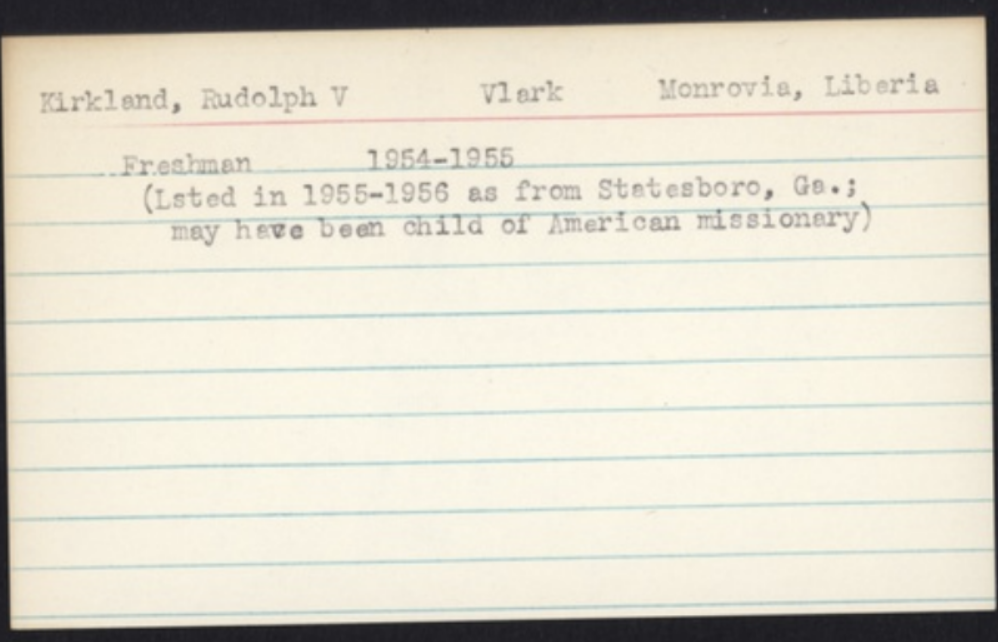 Kirkland, Rudolph V Vlark Monrovia, Liberia
Freshman 1954-1955
(Lsted in 1955-1956 as from Statesboro, Ga.;
may have been child of American missionary)